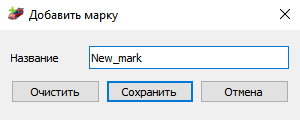 Добавить марку
Название New_mark
Очистить Сохранить Отмена